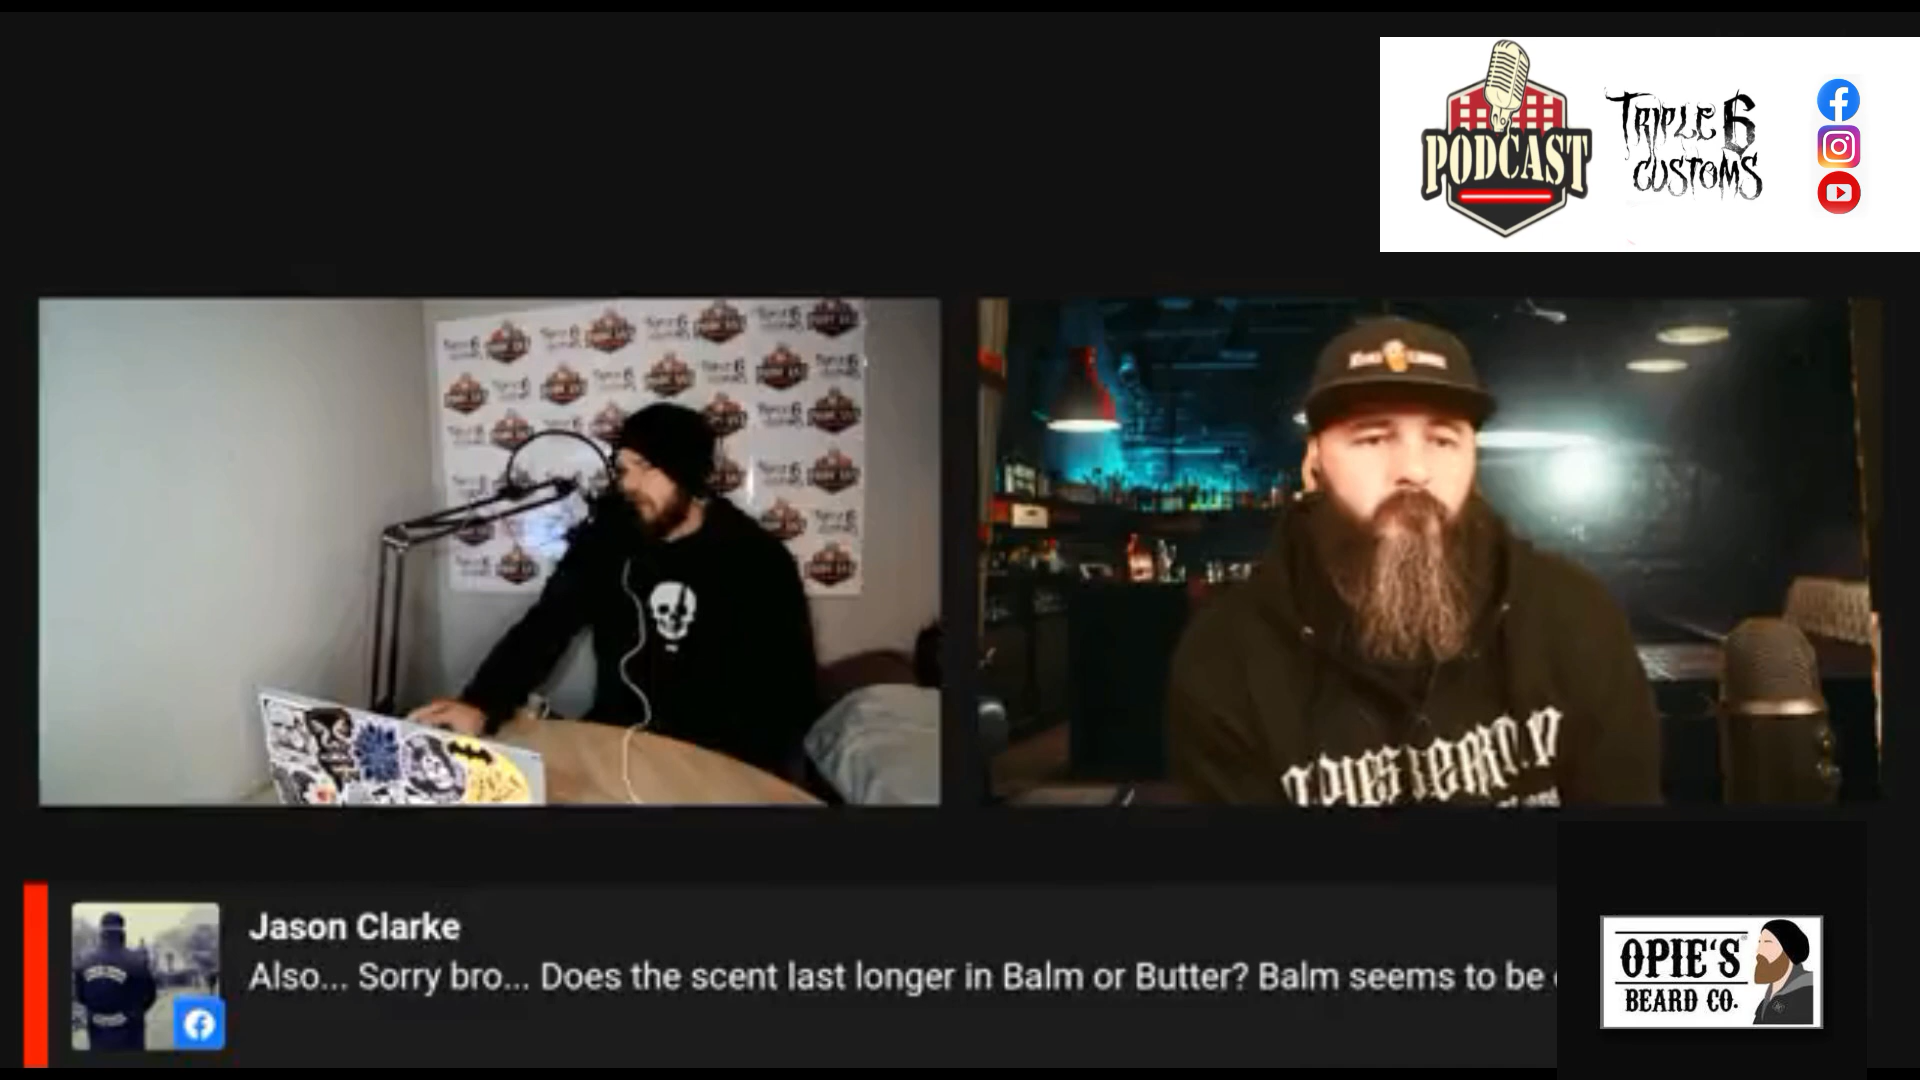 PODCAST
TRIPLE 6
CUSTOMS
Jason Clarke
Also... Sorry bro... Does the scent last longer in Balm or Butter? Balm seems to be
OPIE'S
BEARD CO.